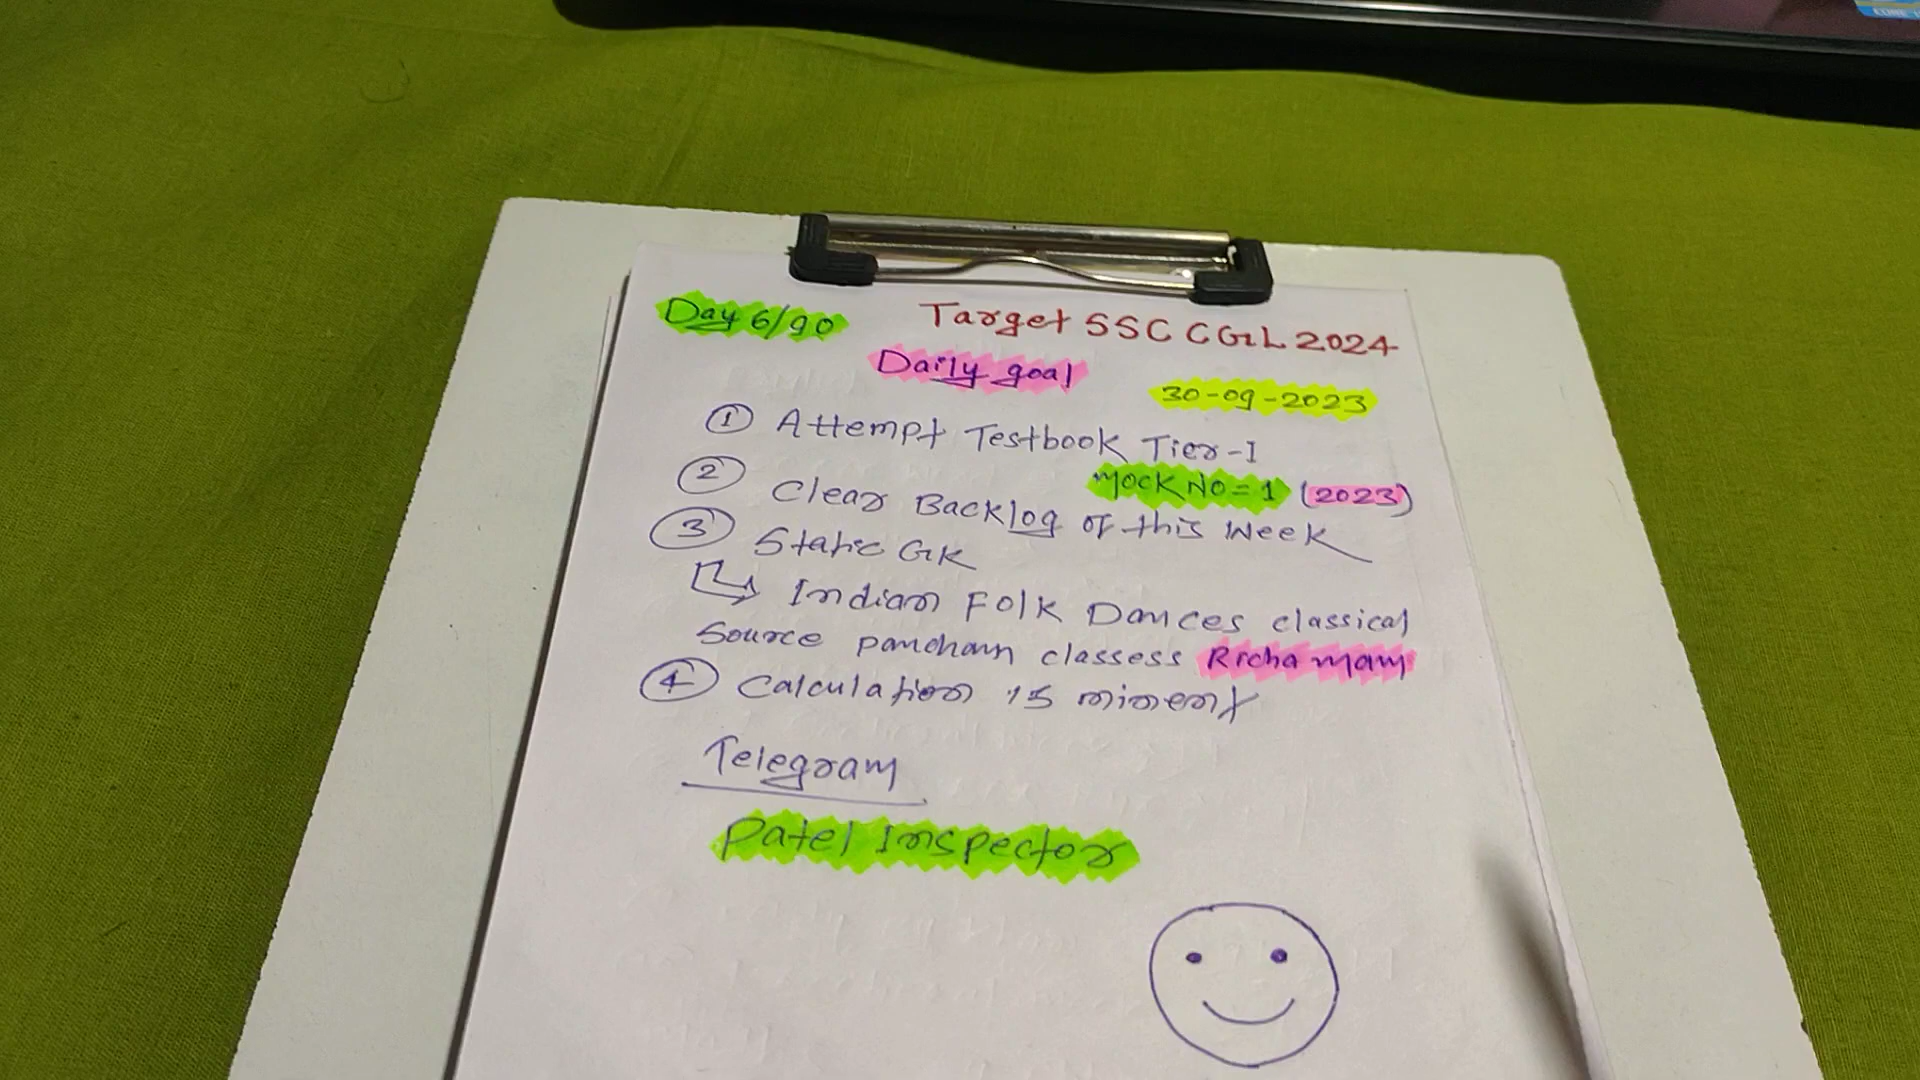 Day 6/90 Target SSC CGL 2024
Daily goal
30-09-2023
① Attempt Testbook Tier-I
Mock No = 1 (2023)
② Clear Backlog of this Week
③ Static GK
Indian Folk Dances classical
Source pancham classess Richa mam
④ Calculation 15 minent
Telegram
Patel Inspector